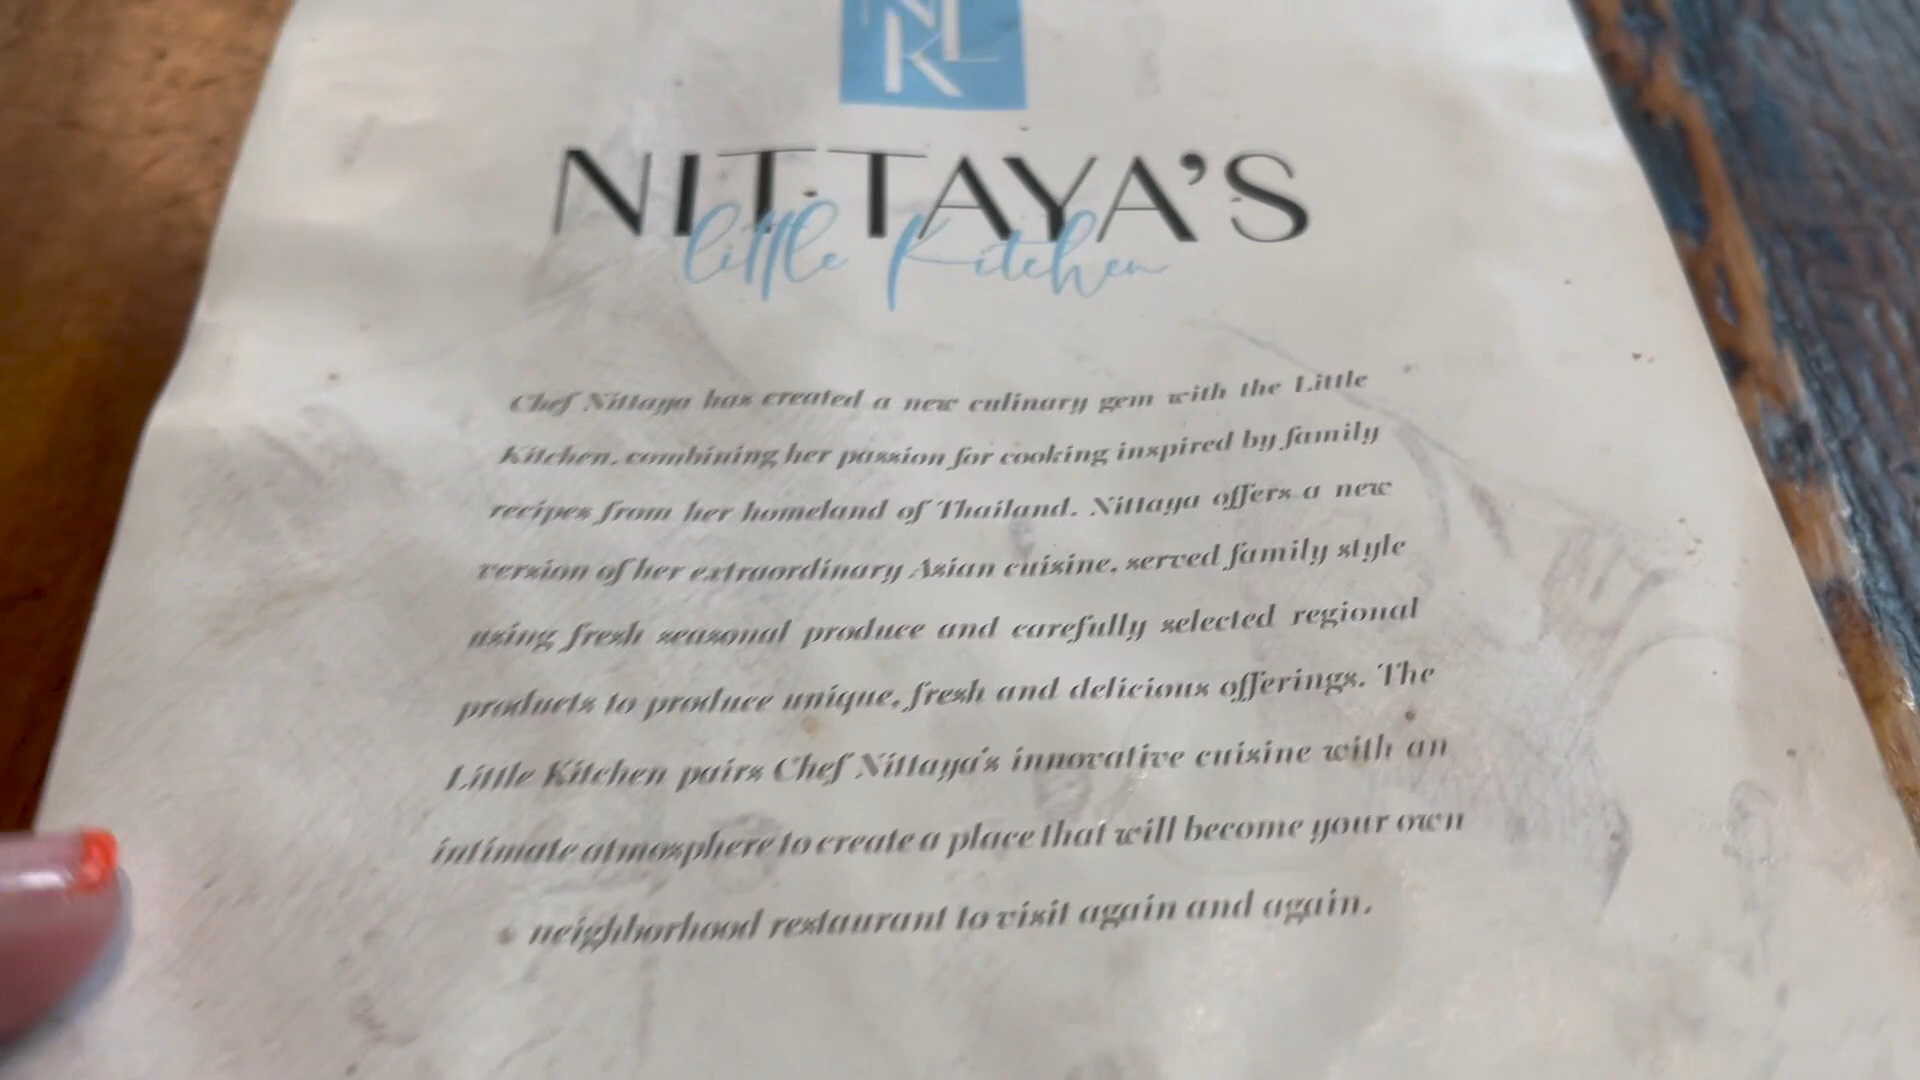 NLK
NITTAYA'S
little Kitchen
Chef Nittaya has created a new culinary gem with the Little
Kitchen, combining her passion for cooking inspired by family
recipes from her homeland of Thailand. Nittaya offers a new
version of her extraordinary Asian cuisine, served family style
using fresh seasonal produce and carefully selected regional
products to produce unique, fresh and delicious offerings. The
Little Kitchen pairs Chef Nittaya's innovative cuisine with an
intimate atmosphere to create a place that will become your own
neighborhood restaurant to visit again and again.